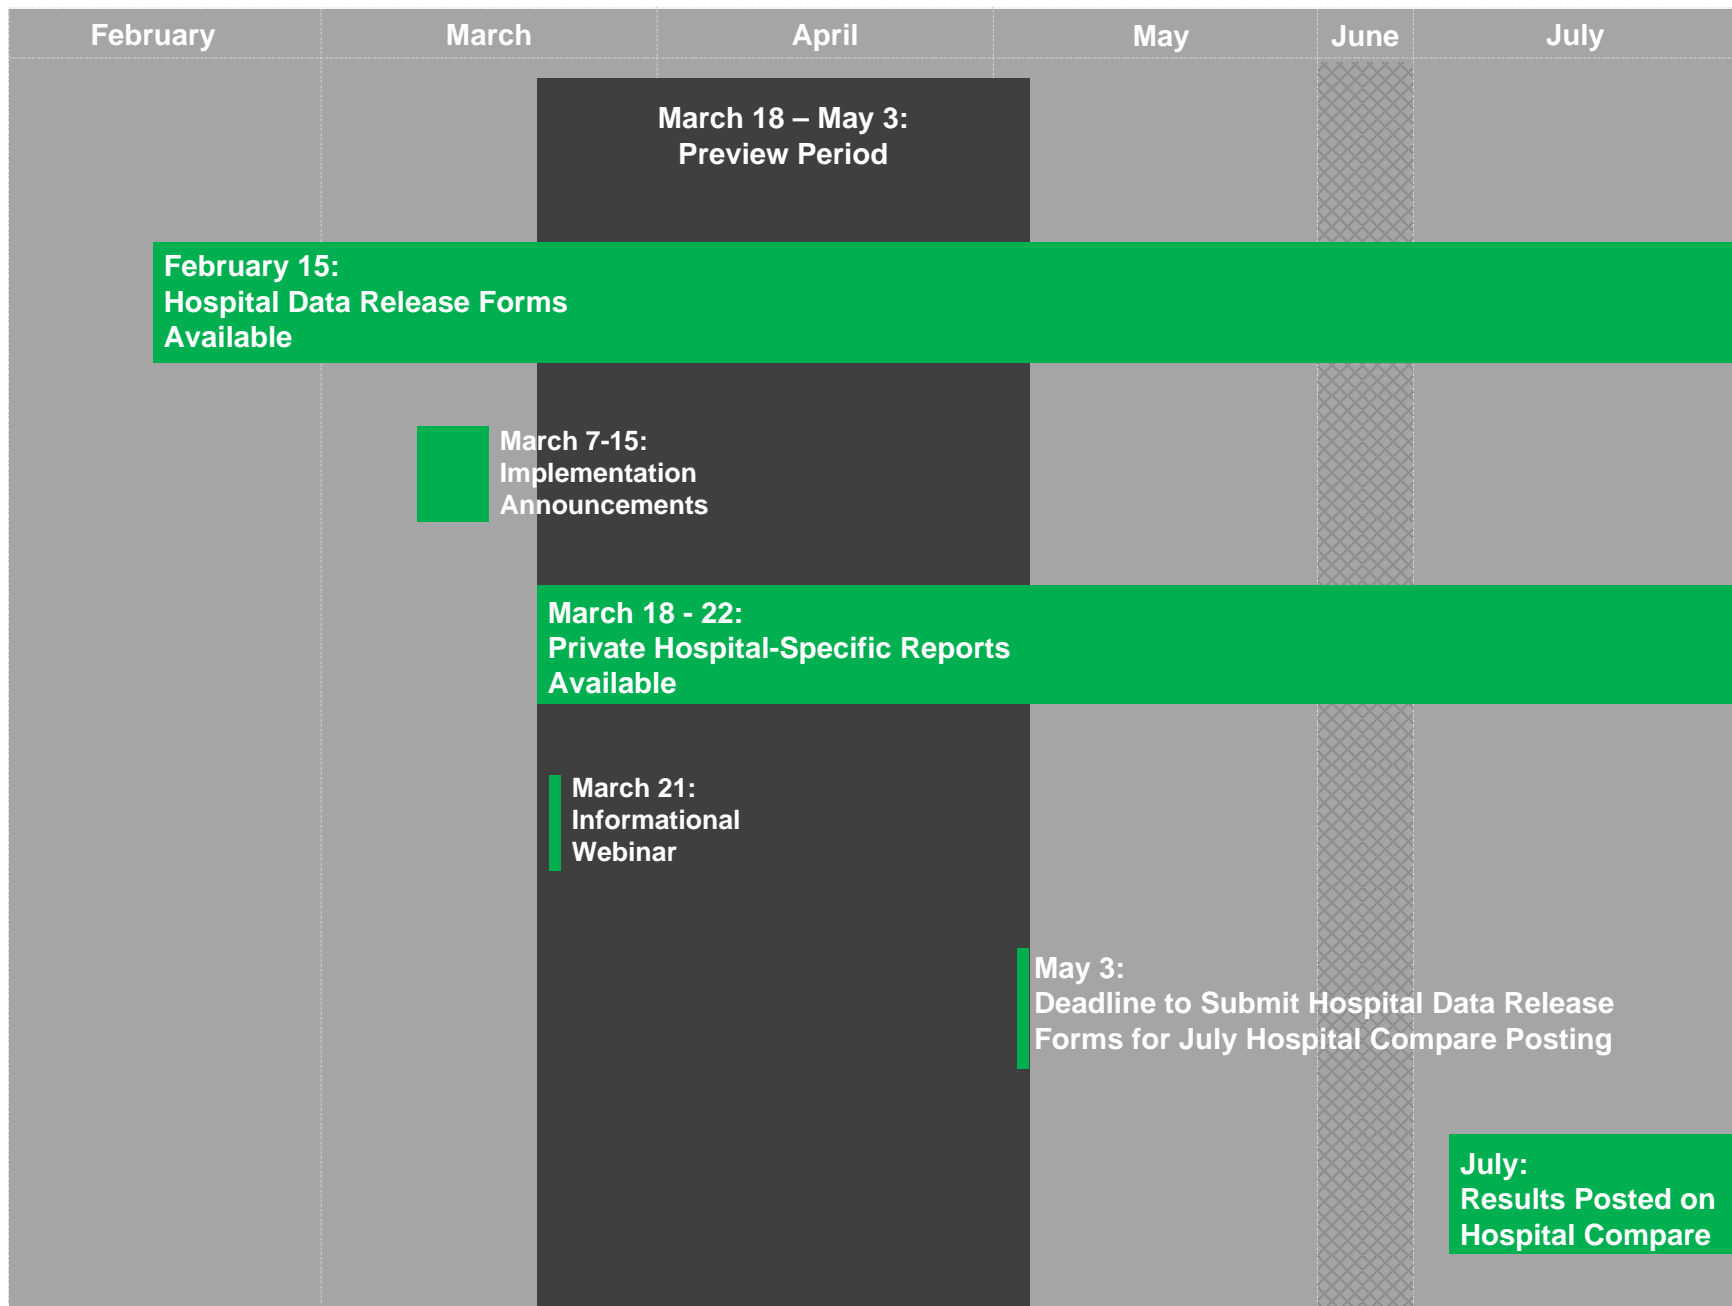 February March April May June July
March 18 – May 3:
Preview Period
February 15:
Hospital Data Release Forms
Available
March 7-15:
Implementation
Announcements
March 18 - 22:
Private Hospital-Specific Reports
Available
March 21:
Informational
Webinar
May 3:
Deadline to Submit Hospital Data Release
Forms for July Hospital Compare Posting
July:
Results Posted on
Hospital Compare